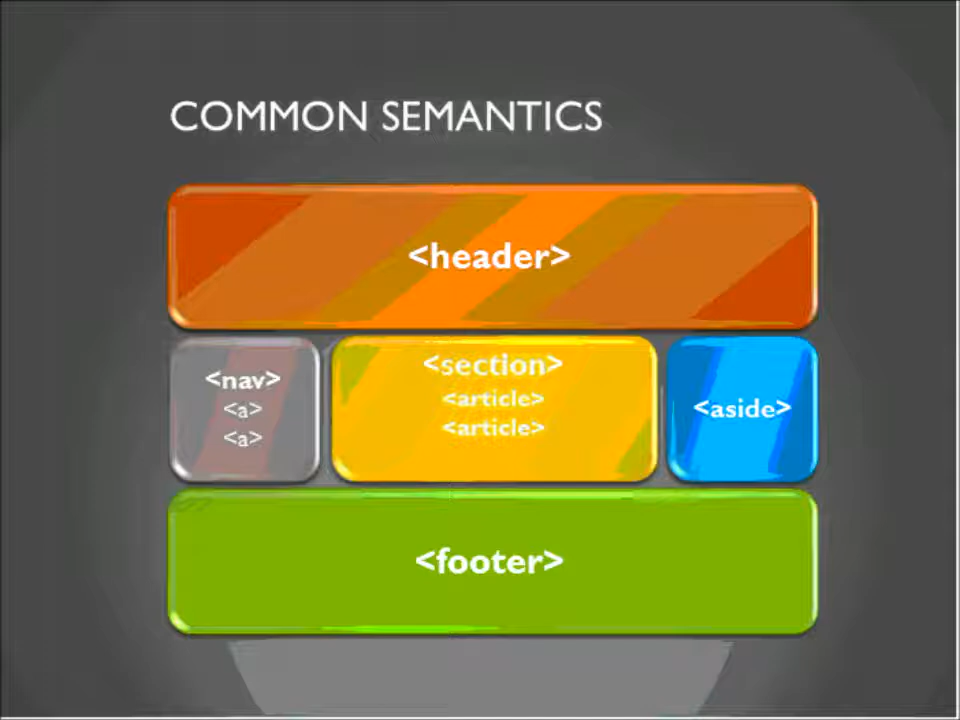 COMMON SEMANTICS
<header>
<nav>
<a>
<a>
<section>
<article>
<article>
<aside>
<footer>